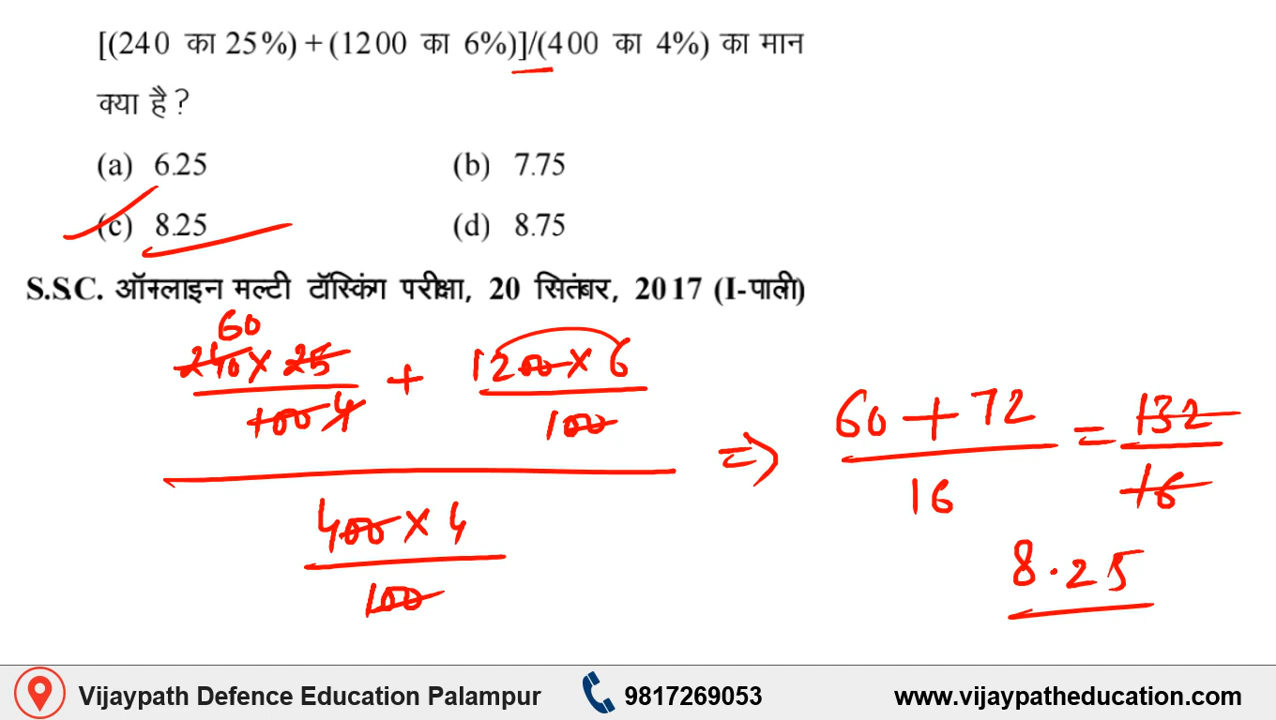 [(240 का 25%) + (1200 का 6%)]/(400 का 4%) का मान
क्या है?
(a) 6.25 (b) 7.75
(c) 8.25 (d) 8.75
S.S.C. ऑनलाइन मल्टी टॉस्किंग परीक्षा, 20 सितंबर, 2017 (I-पाली)
60
240 × 25 + 1200 × 6
100 4 100
400 × 4
100
⇒ 60 + 72 = 132
16 16
8.25
Vijaypath Defence Education Palampur 9817269053 www.vijaypatheducation.com